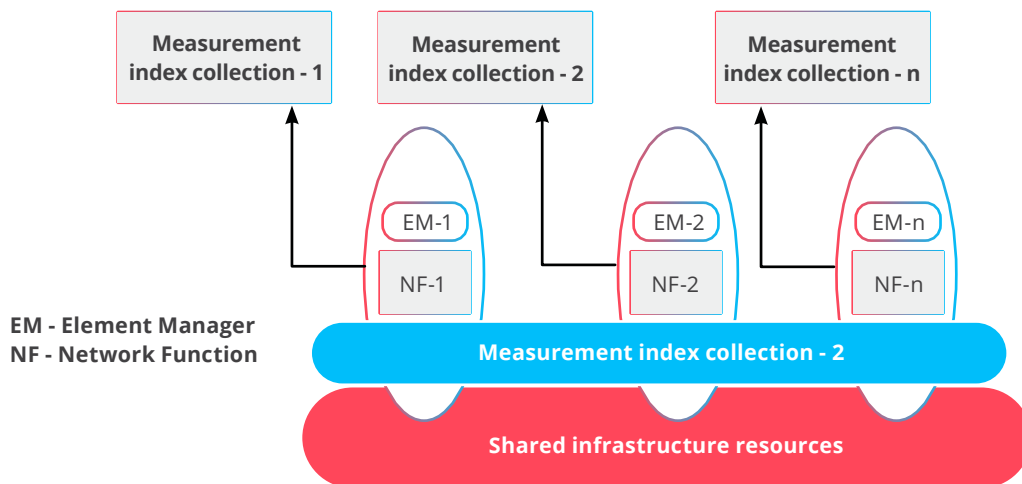 Measurement
index collection - 1
Measurement
index collection - 2
Measurement
index collection - n
EM-1
EM-2
EM-n
NF-1
NF-2
NF-n
EM - Element Manager
NF - Network Function
Measurement index collection - 2
Shared infrastructure resources